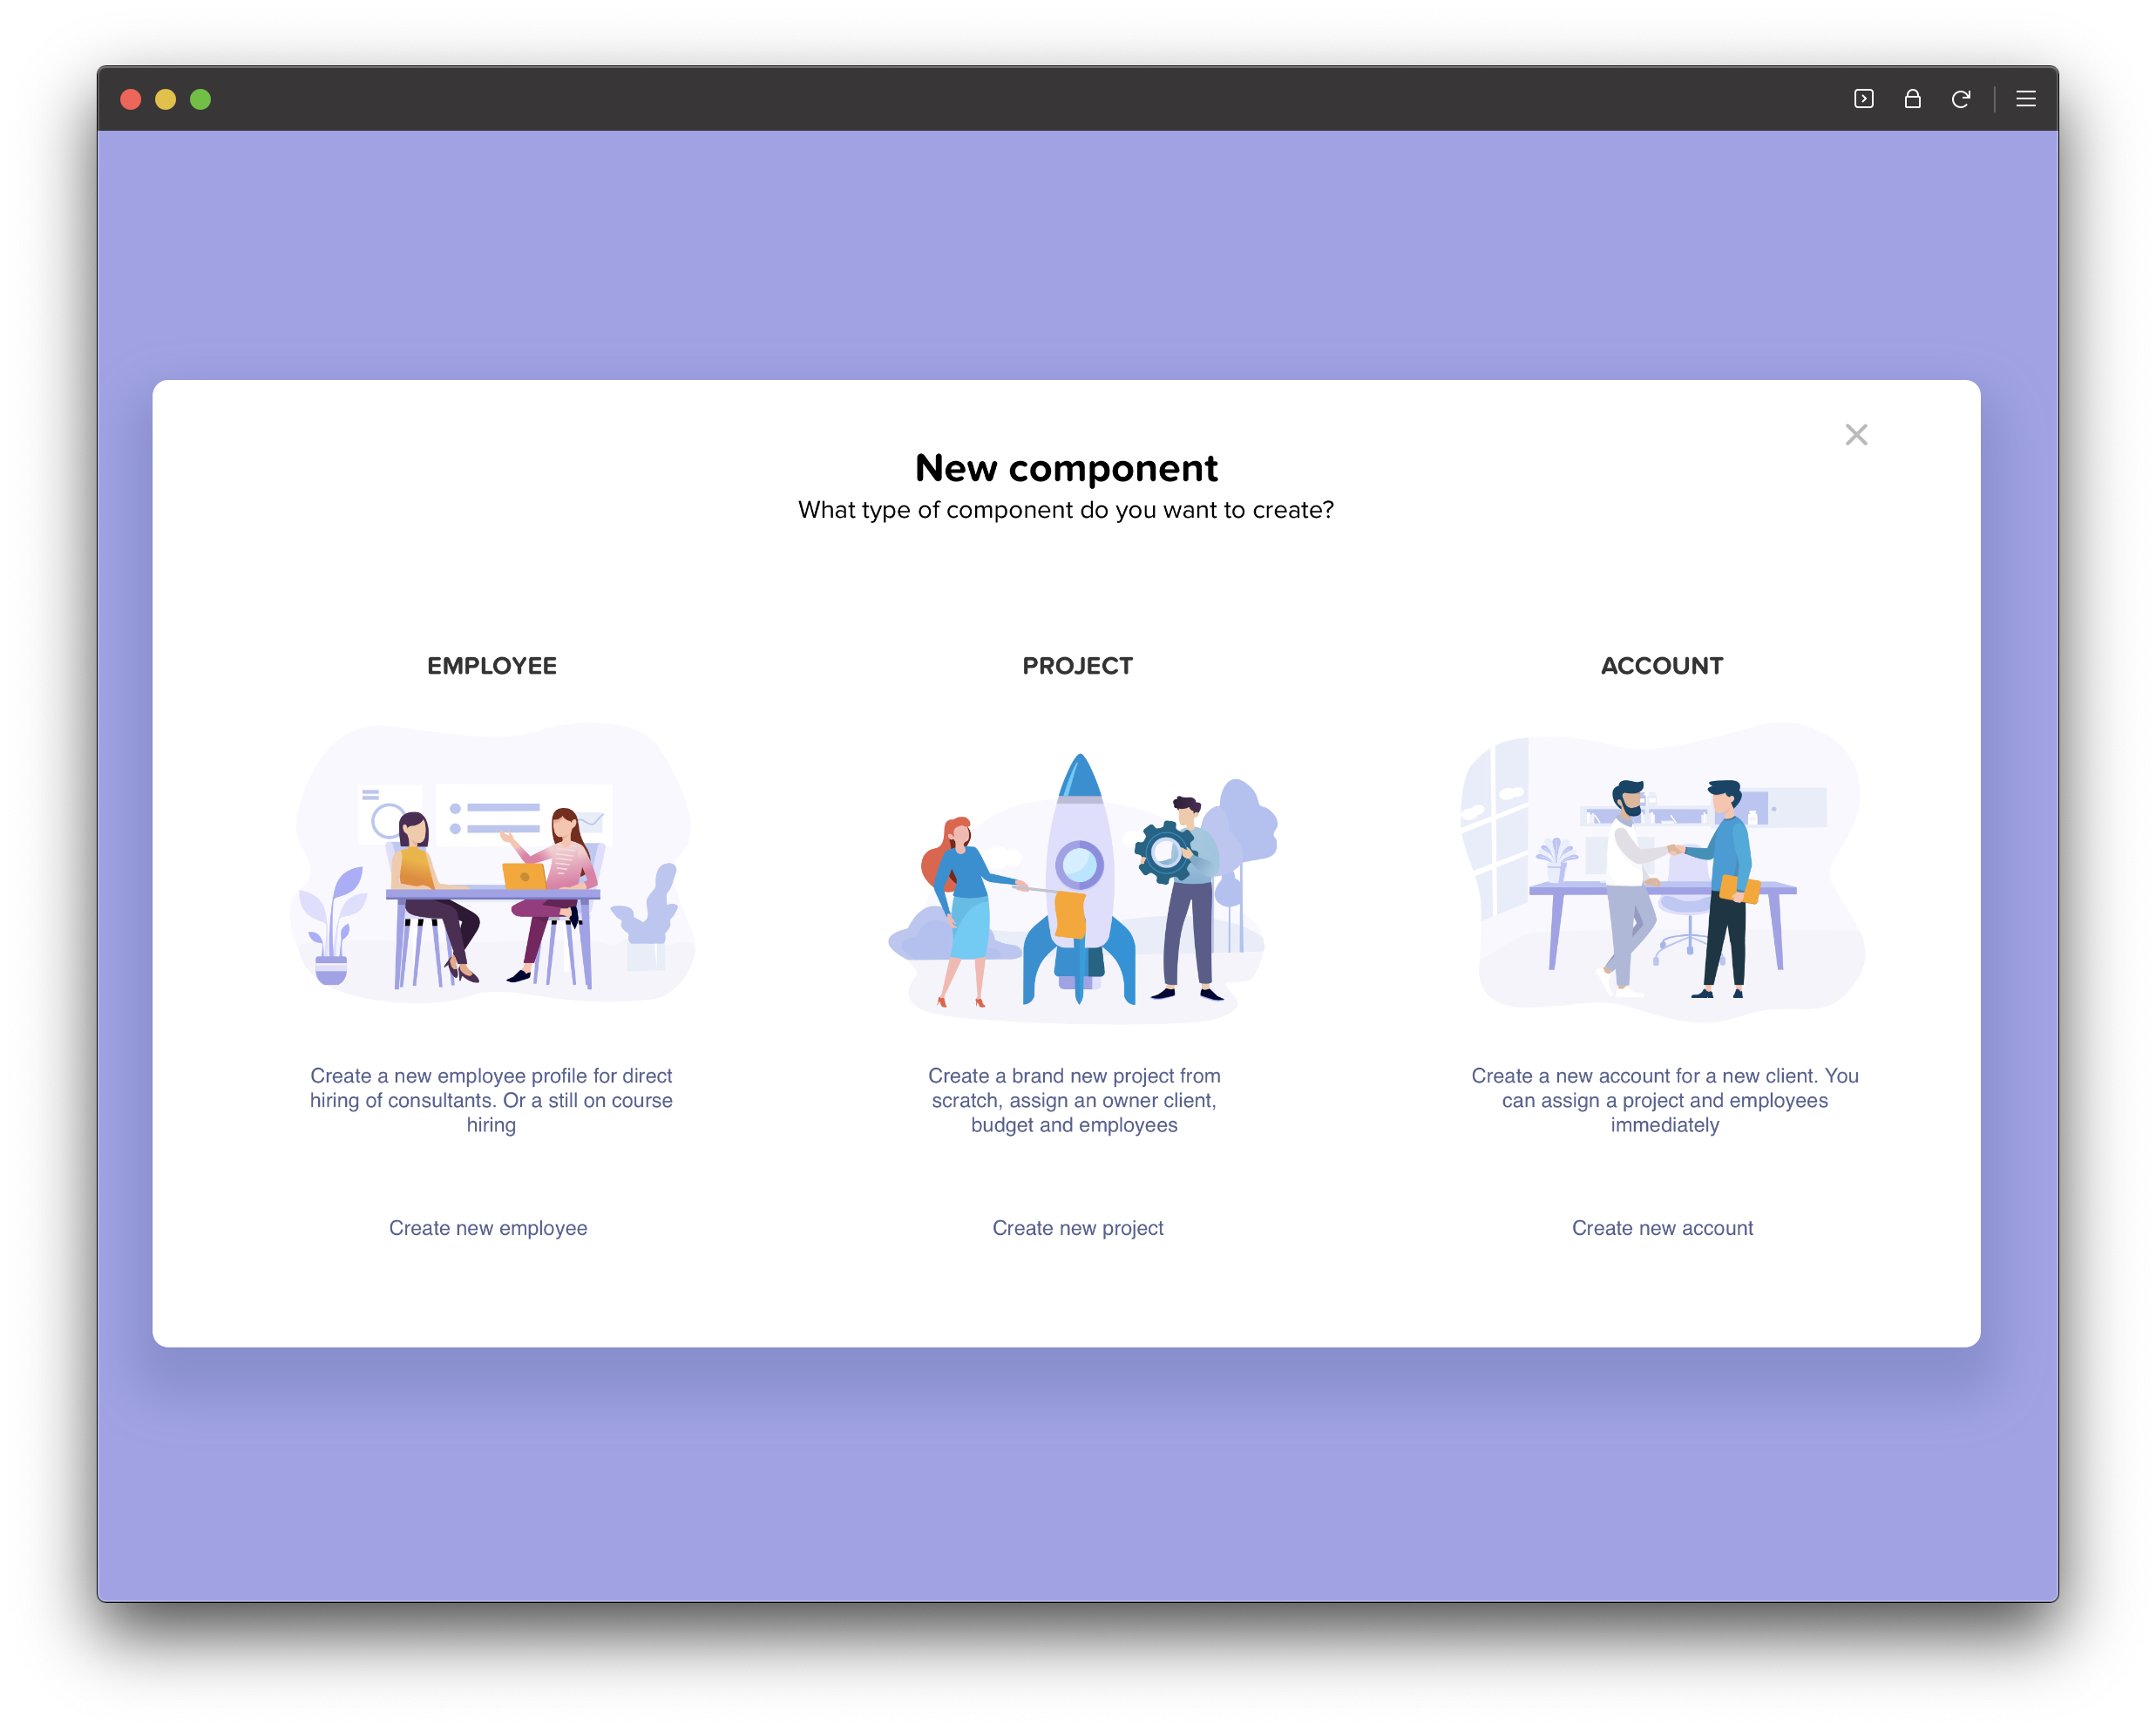 New component
What type of component do you want to create?
EMPLOYEE
PROJECT
ACCOUNT
Create a new employee profile for direct
hiring of consultants. Or a still on course
hiring
Create a brand new project from
scratch, assign an owner client,
budget and employees
Create a new account for a new client. You
can assign a project and employees
immediately
Create new employee
Create new project
Create new account